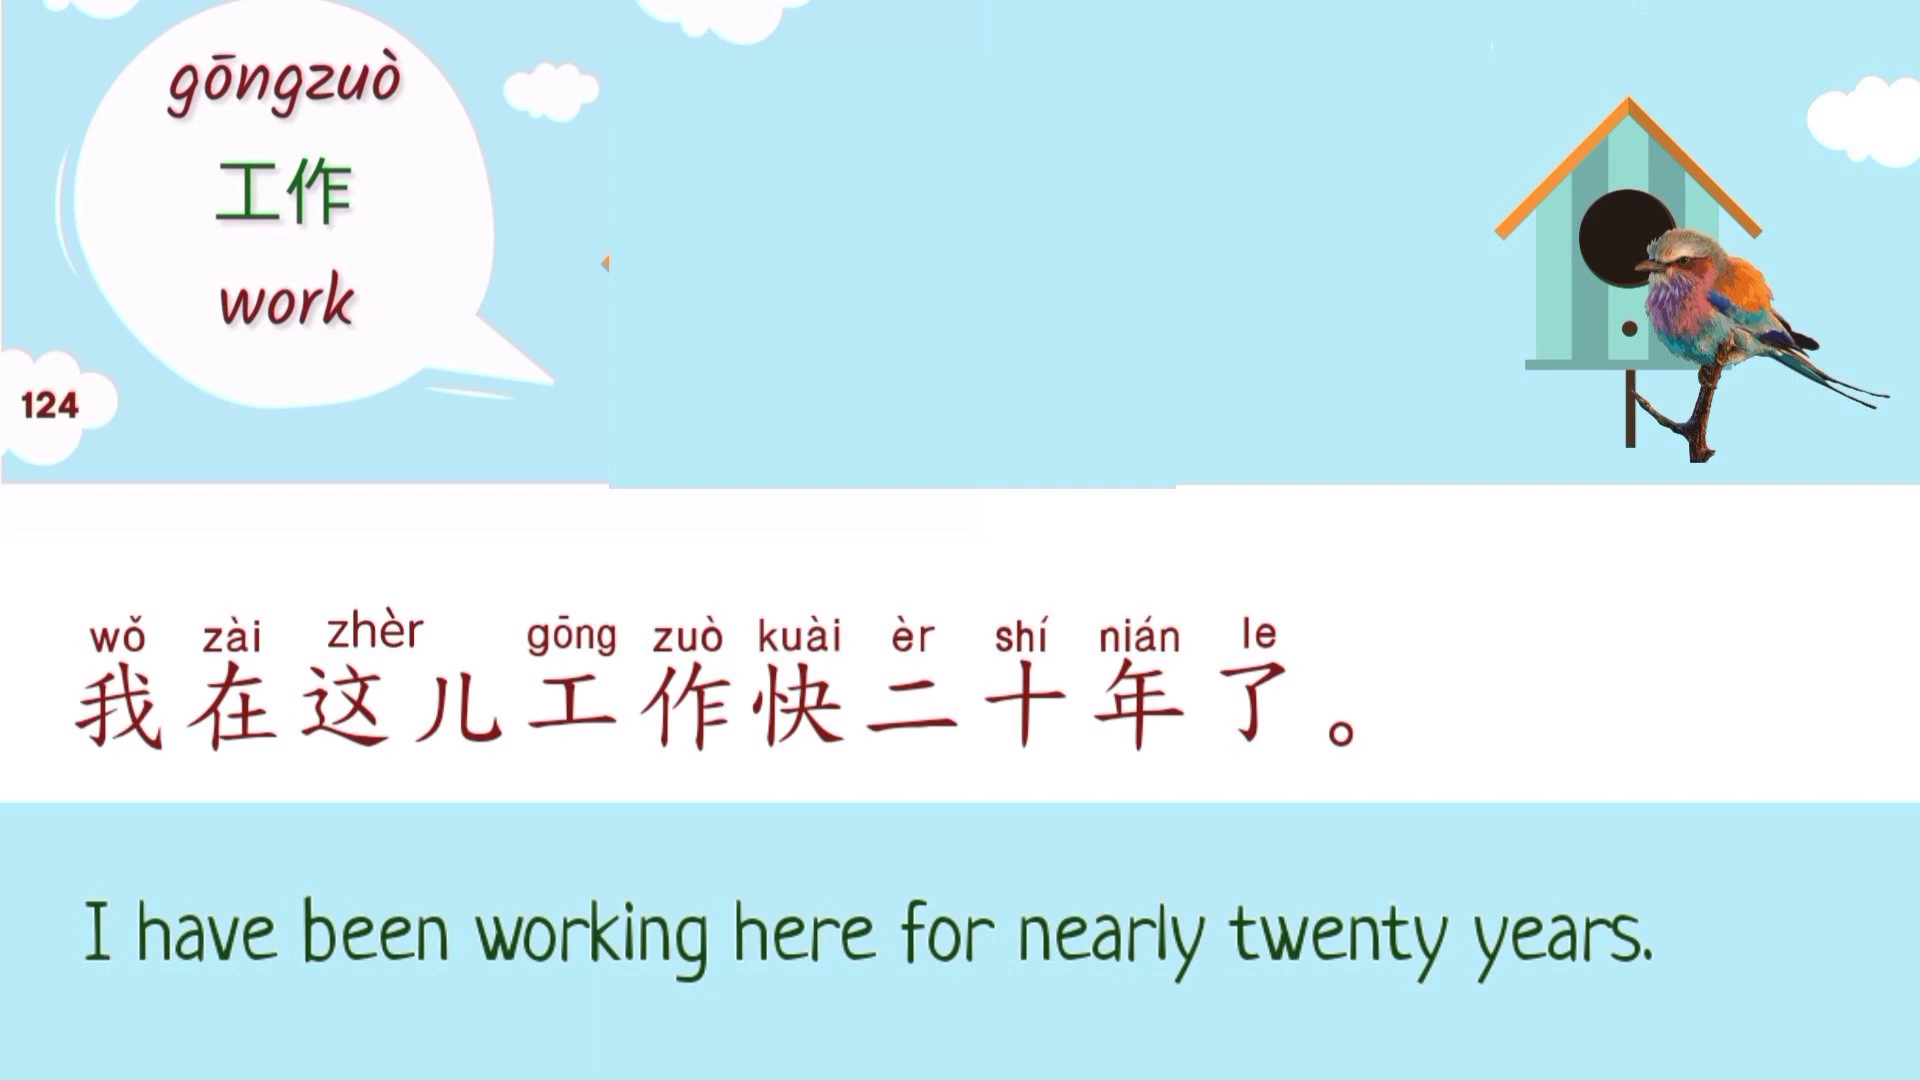 gōngzuò
工作
work
124
wǒ zài zhèr gōng zuò kuài èr shí nián le
我在这儿工作快二十年了。
I have been working here for nearly twenty years.